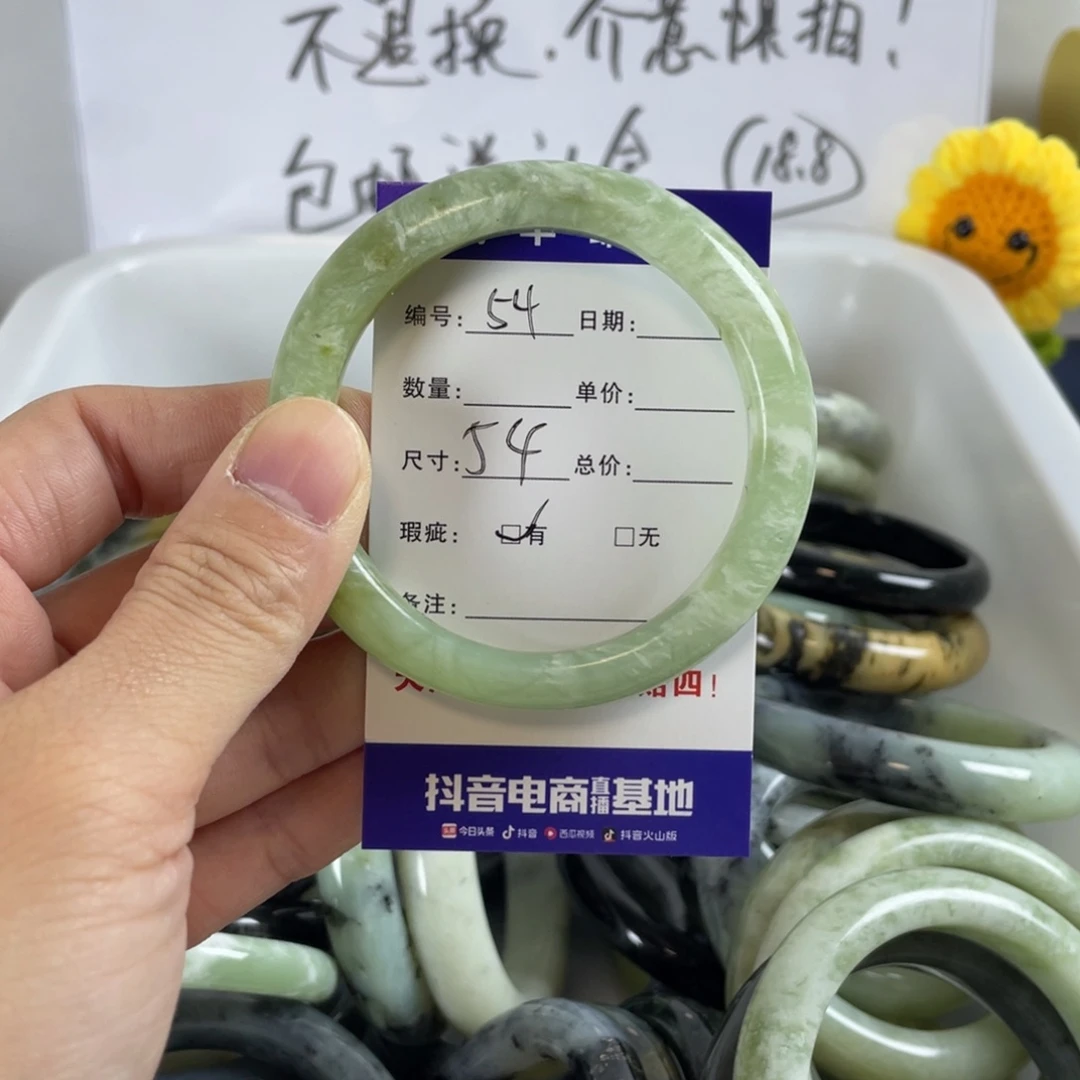 不退换.介意慎拍！
包邮送礼盒 (18.8)
编号: 54 日期:
数量: 单价:
尺寸: 54 总价:
瑕疵: ☑有 □无
备注:
四!
抖音电商直播基地
今日头条 抖音 西瓜视频 抖音火山版